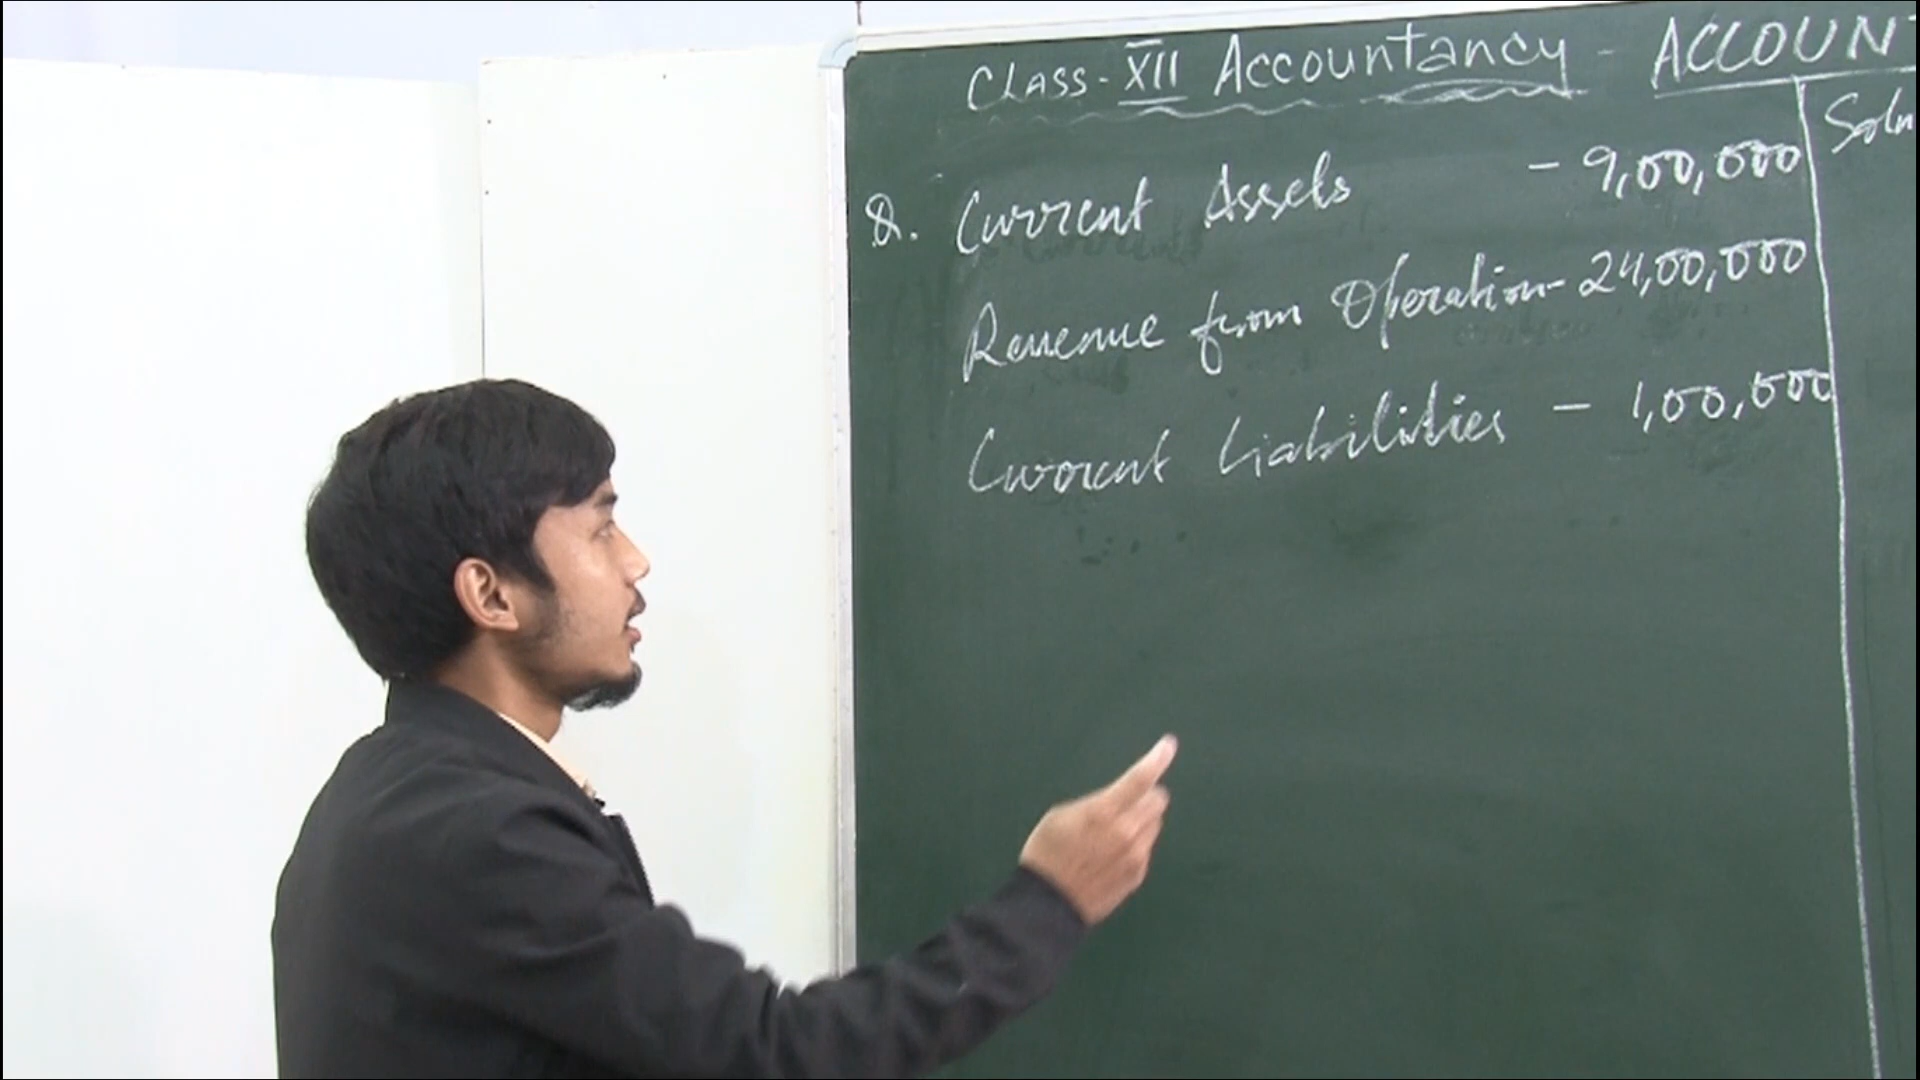 CLASS - XII Accountancy - ACCOUN
Soln
Q. Current Assets - 9,00,000
Revenue from Operation - 24,00,000
Current Liabilities - 1,00,000